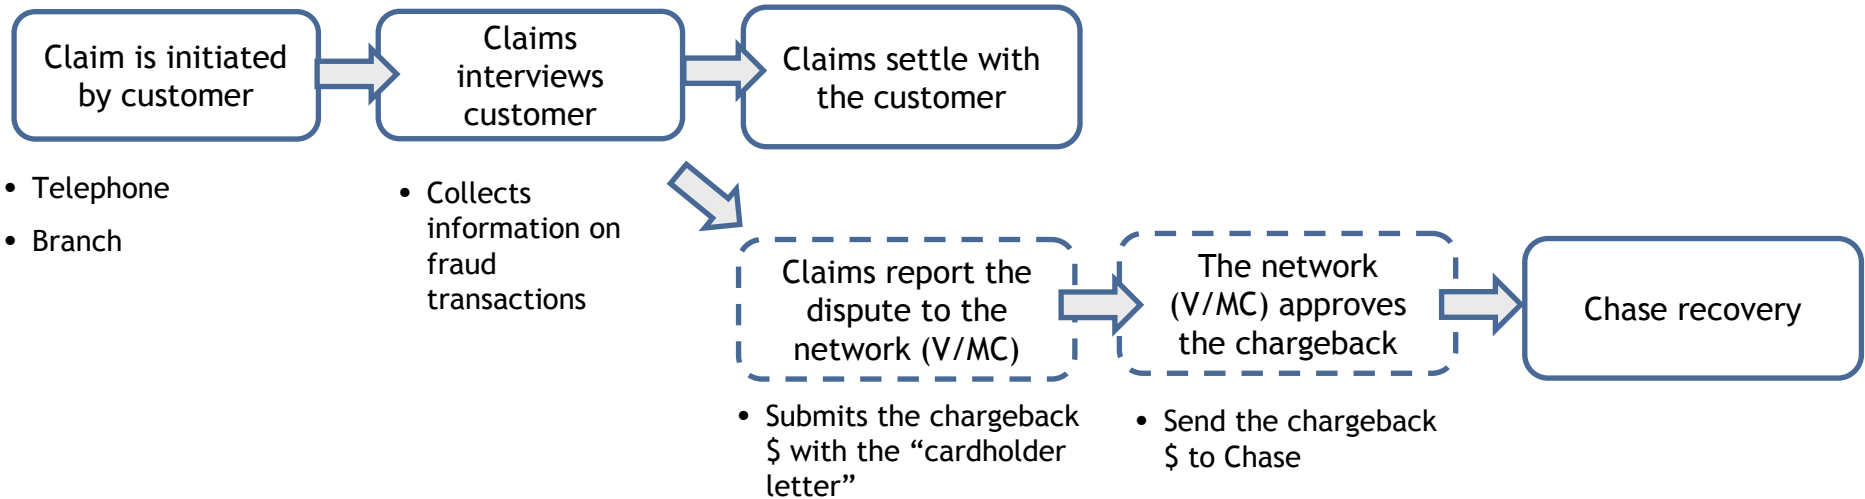 Claim is initiated
by customer
Claims
interviews
customer
Claims settle with
the customer
• Telephone
• Branch
• Collects
information on
fraud
transactions
Claims report the
dispute to the
network (V/MC)
The network
(V/MC) approves
the chargeback
Chase recovery
• Submits the chargeback
$ with the “cardholder
letter”
• Send the chargeback
$ to Chase